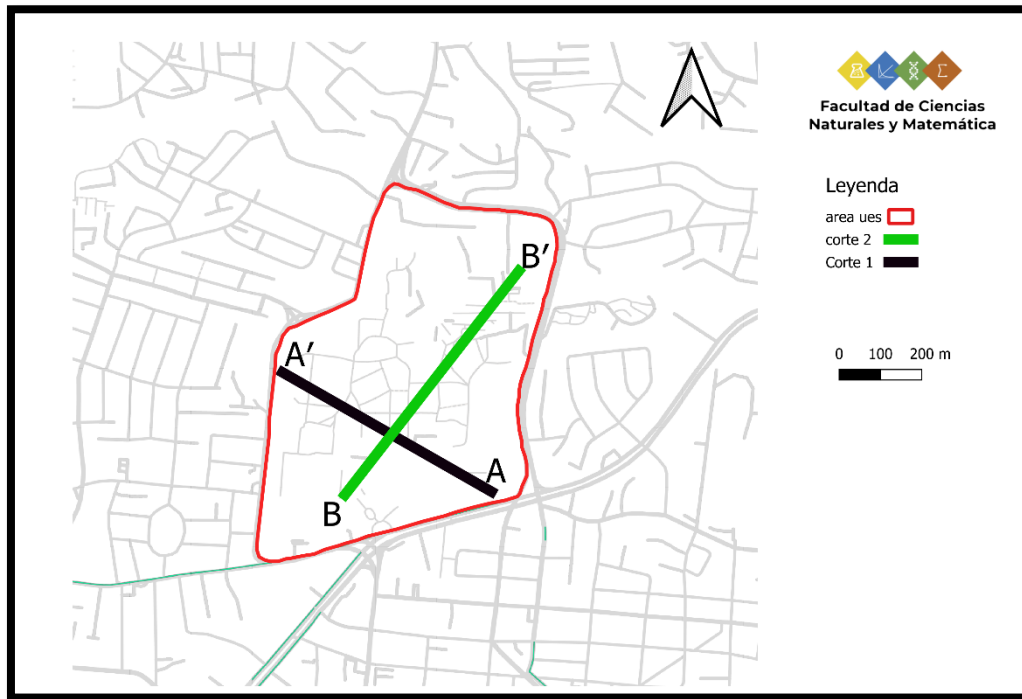 Facultad de Ciencias
Naturales y Matemática
Leyenda
area ues
corte 2
Corte 1
0 100 200 m
B'
A'
A
B